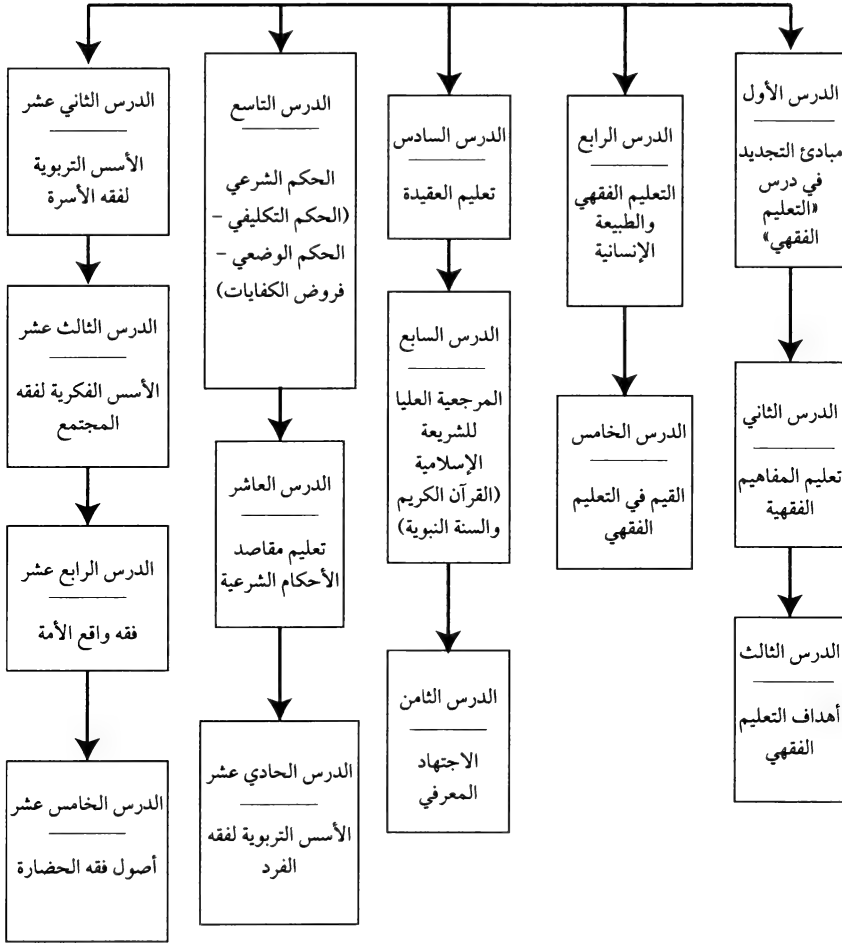 الدرس الأول
مبادئ التجديد
في درس
«التعليم
الفقهي»
الدرس الثاني
تعليم المفاهيم
الفقهية
الدرس الثالث
أهداف التعليم
الفقهي
الدرس الرابع
التعليم الفقهي
والطبيعة
الإنسانية
الدرس الخامس
القيم في التعليم
الفقهي
الدرس السادس
تعليم العقيدة
الدرس السابع
المرجعية العليا
للشريعة
الإسلامية
(القرآن الكريم
والسنة النبوية)
الدرس الثامن
الاجتهاد
المعرفي
الدرس التاسع
الحكم الشرعي
(الحكم التكليفي –
الحكم الوضعي –
فروض الكفايات)
الدرس العاشر
تعليم مقاصد
الأحكام الشرعية
الدرس الحادي عشر
الأسس التربوية لفقه
الفرد
الدرس الثاني عشر
الأسس التربوية
لفقه الأسرة
الدرس الثالث عشر
الأسس الفكرية لفقه
المجتمع
الدرس الرابع عشر
فقه واقع الأمة
الدرس الخامس عشر
أصول فقه الحضارة